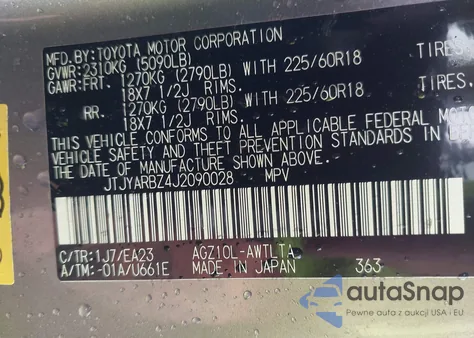 MFD.BY:TOYOTA MOTOR CORPORATION
GVWR:2310KG (5090LB)
GAWR:FRT. 1270KG (2790LB) WITH 225/60R18 TIRES
18X7 1/2J RIMS.
RR. 1270KG (2790LB) WITH 225/60R18 TIRES
18X7 1/2J RIMS.
THIS VEHICLE CONFORMS TO ALL APPLICABLE FEDERAL MOTO
VEHICLE SAFETY AND THEFT PREVENTION STANDARDS IN
THE DATE OF MANUFACTURE SHOWN ABOVE.
JTJYARBZ4J2090028 MPV
C/TR:1J7/EA23 AGZ10L-AWTLTA
A/TM:-01A/U661E MADE IN JAPAN 363
autoSnap
Pewne auta z aukcji USA - EU